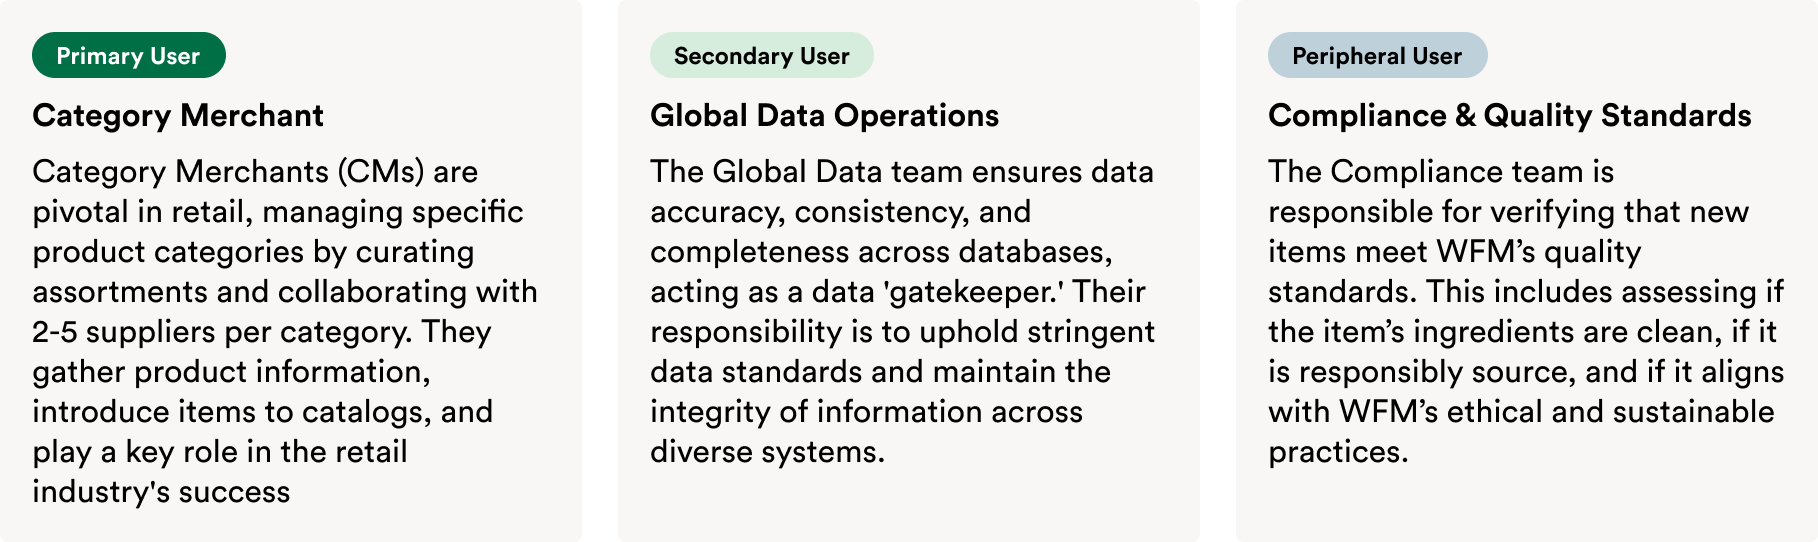 Primary User
Category Merchant
Category Merchants (CMs) are
pivotal in retail, managing specific
product categories by curating
assortments and collaborating with
2-5 suppliers per category. They
gather product information,
introduce items to catalogs, and
play a key role in the retail
industry's success
Secondary User
Global Data Operations
The Global Data team ensures data
accuracy, consistency, and
completeness across databases,
acting as a data 'gatekeeper.' Their
responsibility is to uphold stringent
data standards and maintain the
integrity of information across
diverse systems.
Peripheral User
Compliance & Quality Standards
The Compliance team is
responsible for verifying that new
items meet WFM’s quality
standards. This includes assessing if
the item’s ingredients are clean, if it
is responsibly source, and if it aligns
with WFM’s ethical and sustainable
practices.